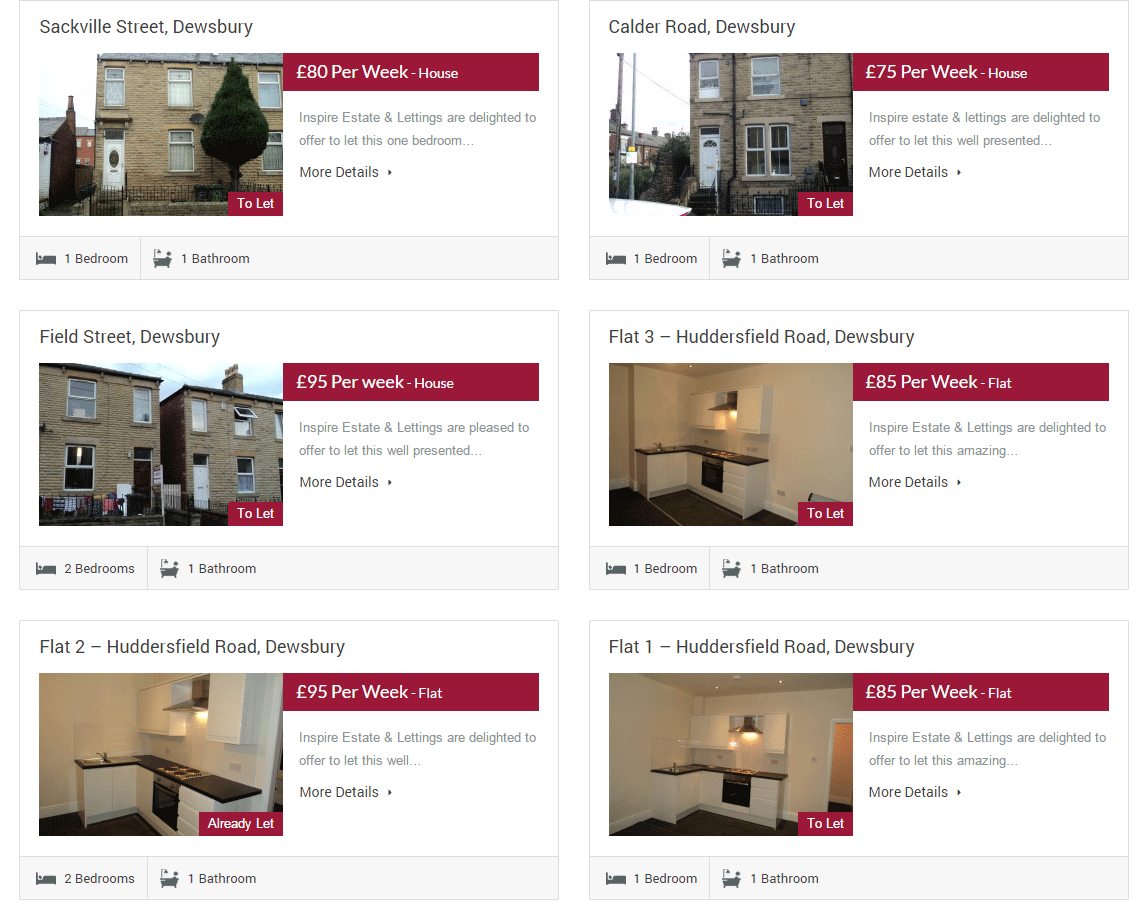 Sackville Street, Dewsbury
£80 Per Week - House
Inspire Estate & Lettings are delighted to
offer to let this one bedroom...
More Details
To Let
1 Bedroom
1 Bathroom
Calder Road, Dewsbury
£75 Per Week - House
Inspire estate & lettings are delighted to
offer to let this well presented...
More Details
To Let
1 Bedroom
1 Bathroom
Field Street, Dewsbury
£95 Per week - House
Inspire Estate & Lettings are pleased to
offer to let this well presented...
More Details
To Let
2 Bedrooms
1 Bathroom
Flat 3 – Huddersfield Road, Dewsbury
£85 Per Week - Flat
Inspire Estate & Lettings are delighted to
offer to let this amazing...
More Details
To Let
1 Bedroom
1 Bathroom
Flat 2 – Huddersfield Road, Dewsbury
£95 Per Week - Flat
Inspire Estate & Lettings are delighted to
offer to let this well...
More Details
Already Let
2 Bedrooms
1 Bathroom
Flat 1 – Huddersfield Road, Dewsbury
£85 Per Week - Flat
Inspire Estate & Lettings are delighted to
offer to let this amazing...
More Details
To Let
1 Bedroom
1 Bathroom